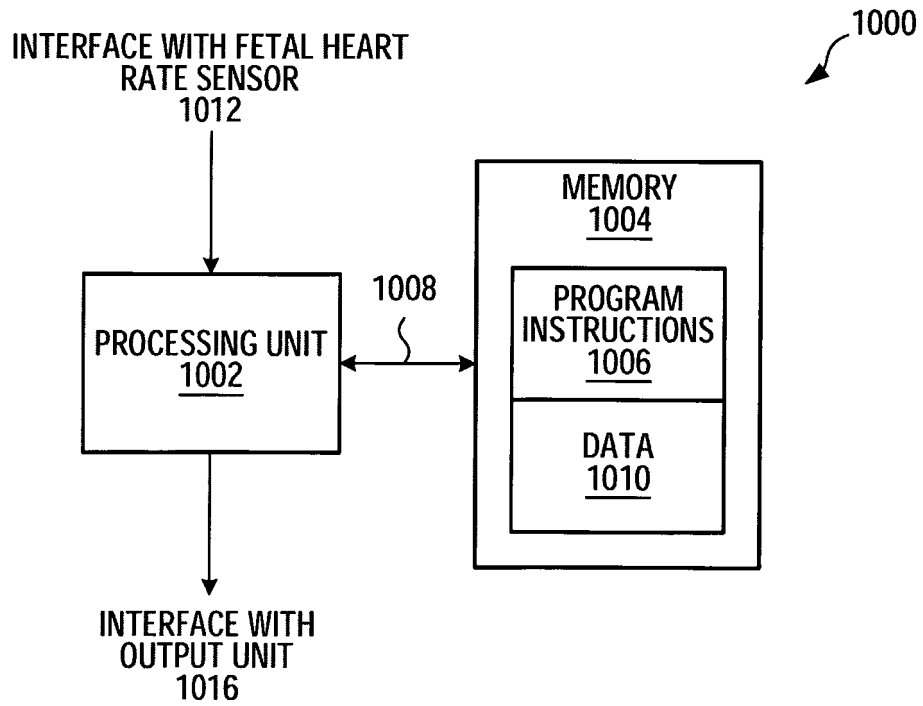 1000
INTERFACE WITH FETAL HEART
RATE SENSOR
1012
MEMORY
1004
1008
PROGRAM
INSTRUCTIONS
1006
PROCESSING UNIT
1002
DATA
1010
INTERFACE WITH
OUTPUT UNIT
1016